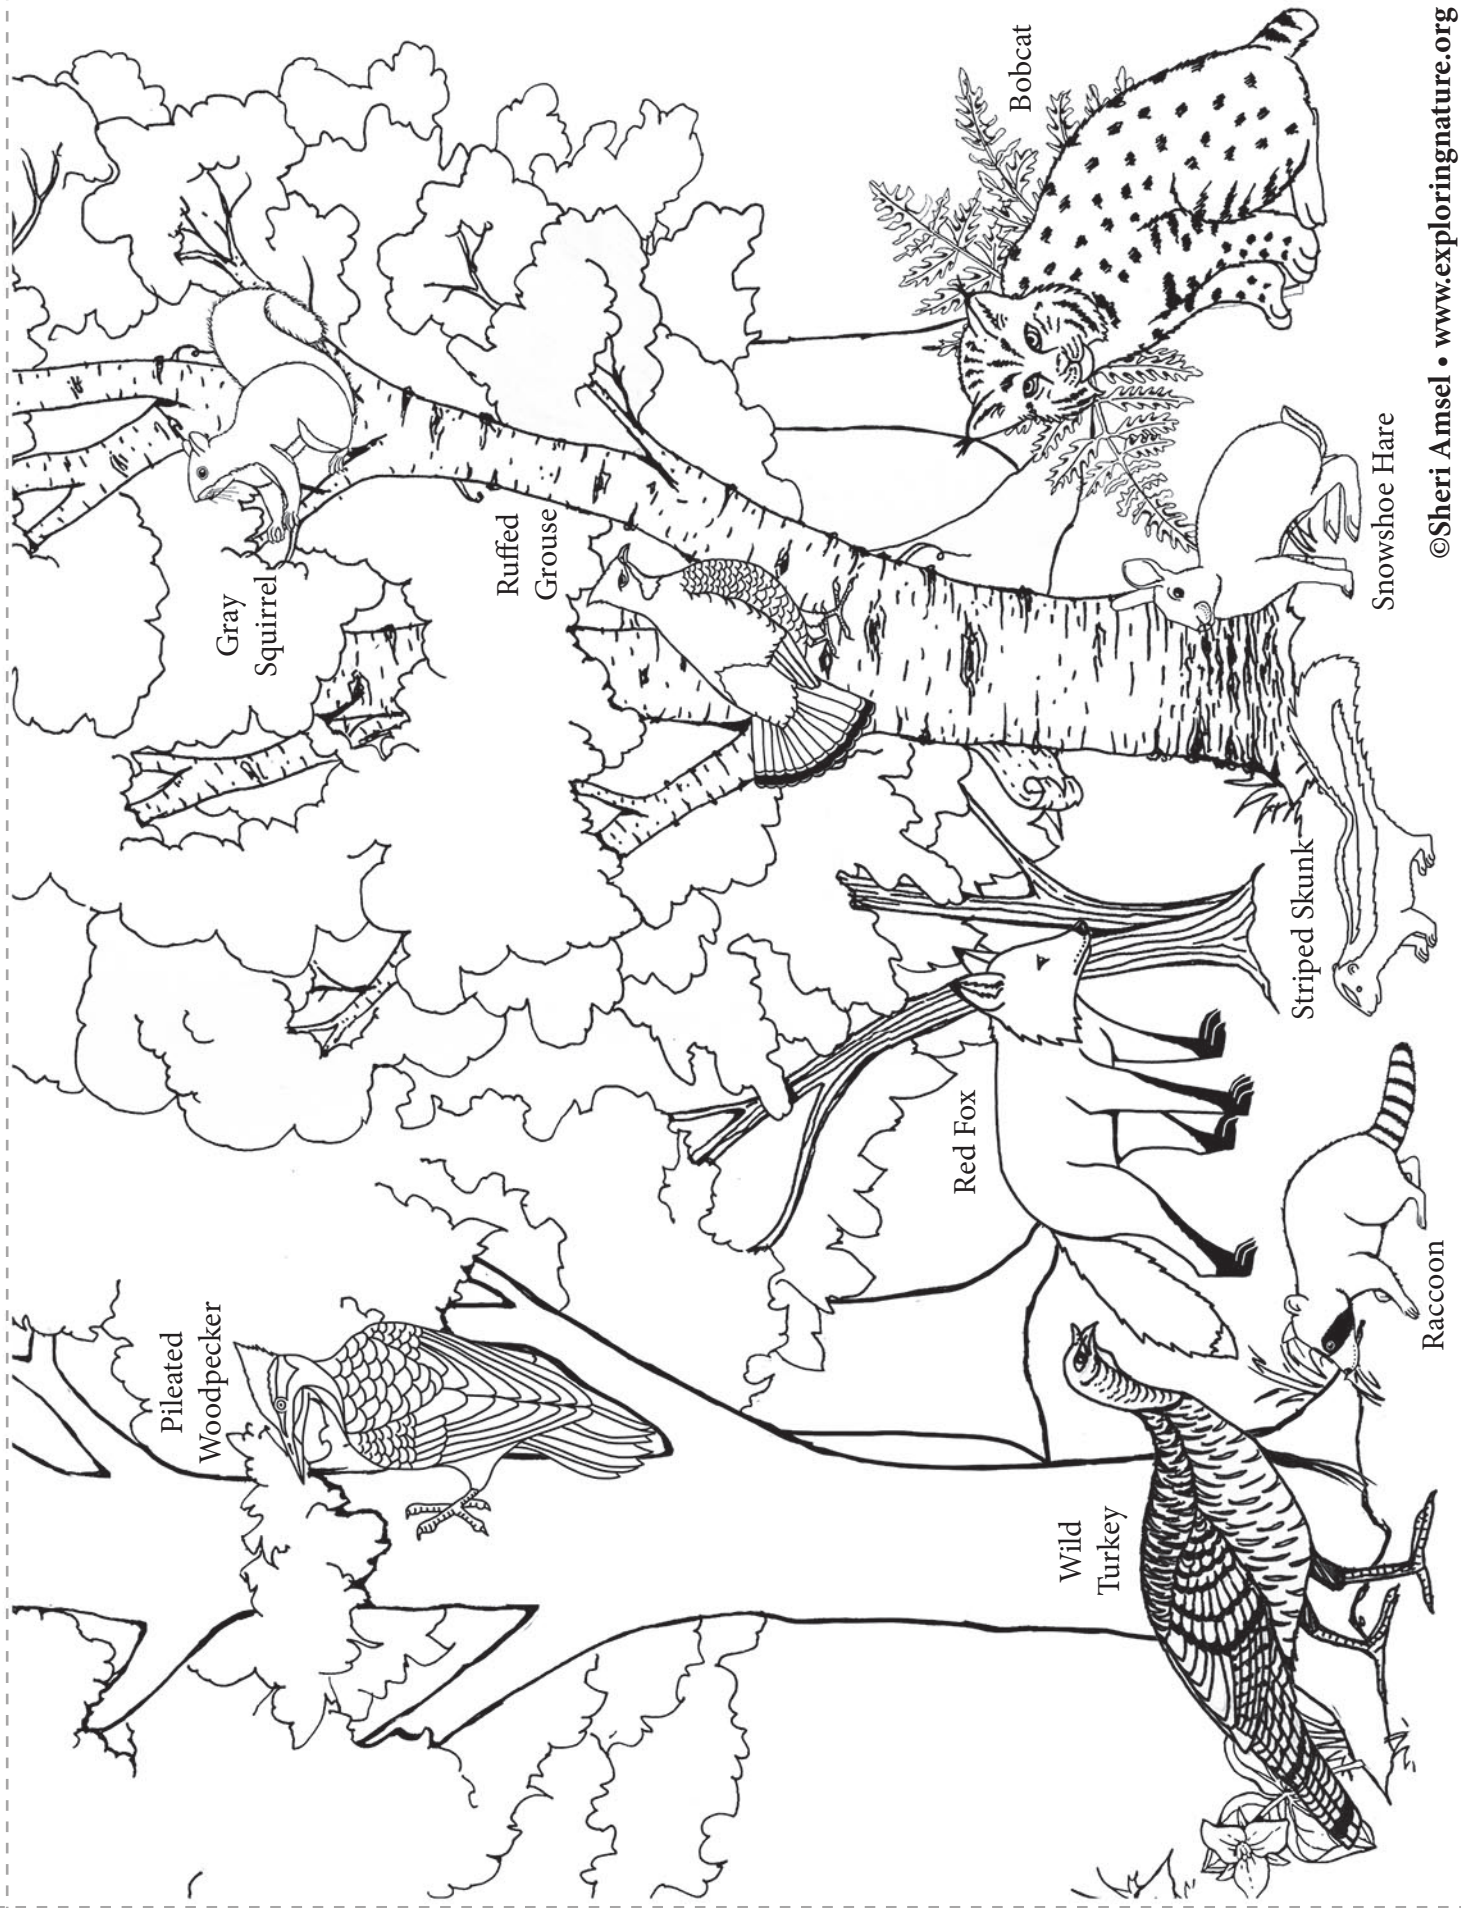 Pileated
Woodpecker
Gray
Squirrel
Ruffed
Grouse
Red Fox
Bobcat
Wild
Turkey
Striped Skunk
Snowshoe Hare
Raccoon
©Sheri Amsel • www.exploringnature.org